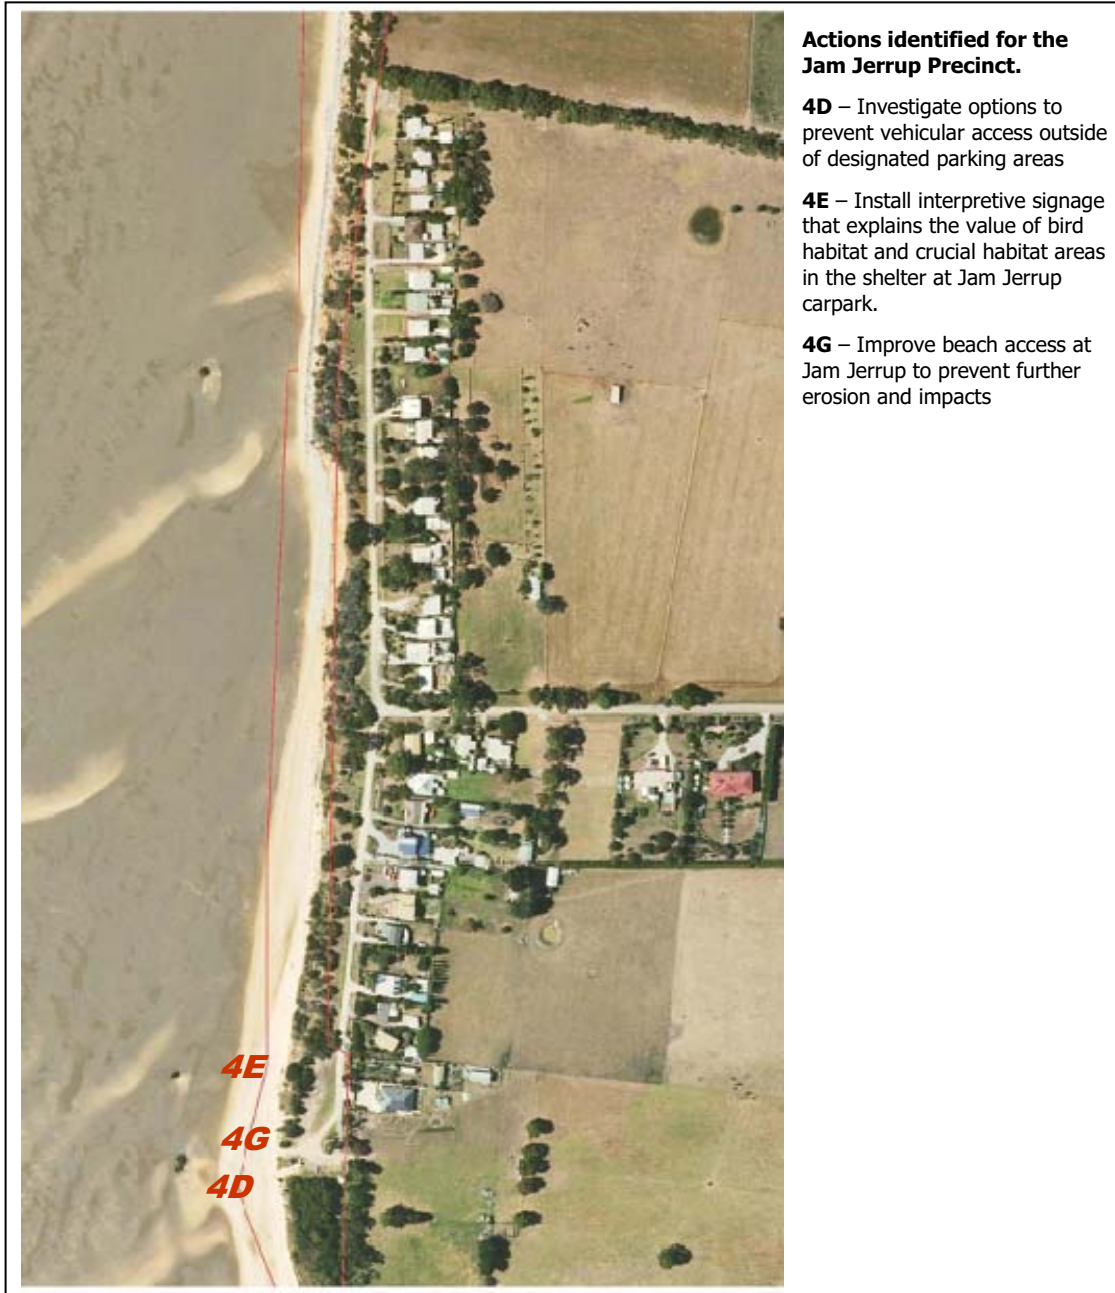 Actions identified for the
Jam Jerrup Precinct.
4D – Investigate options to
prevent vehicular access outside
of designated parking areas
4E – Install interpretive signage
that explains the value of bird
habitat and crucial habitat areas
in the shelter at Jam Jerrup
carpark.
4G – Improve beach access at
Jam Jerrup to prevent further
erosion and impacts
4E
4G
4D